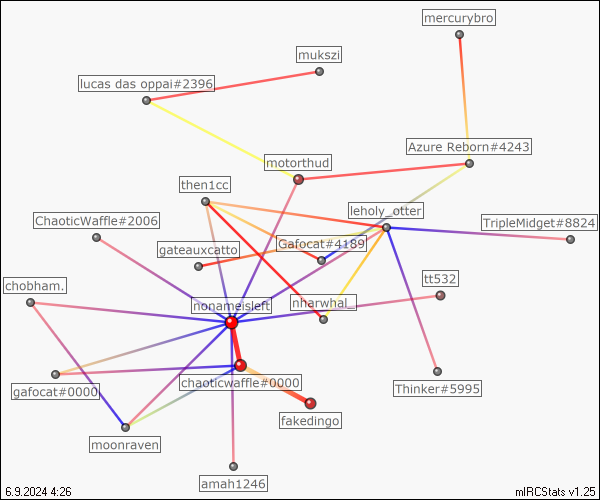 mercurybro
mukszi
lucas das oppai#2396
Azure Reborn#4243
motorthud
then1cc
leholy_otter
ChaoticWaffle#2006
TripleMidget#8824
Gafocat#4189
gateauxcatto
tt532
chobham.
nonameisleft
nharwhal_
chaoticwaffle#0000
gafocat#0000
Thinker#5995
fakedingo
moonraven
amah1246
6.9.2024 4:26
mIRCStats v1.25